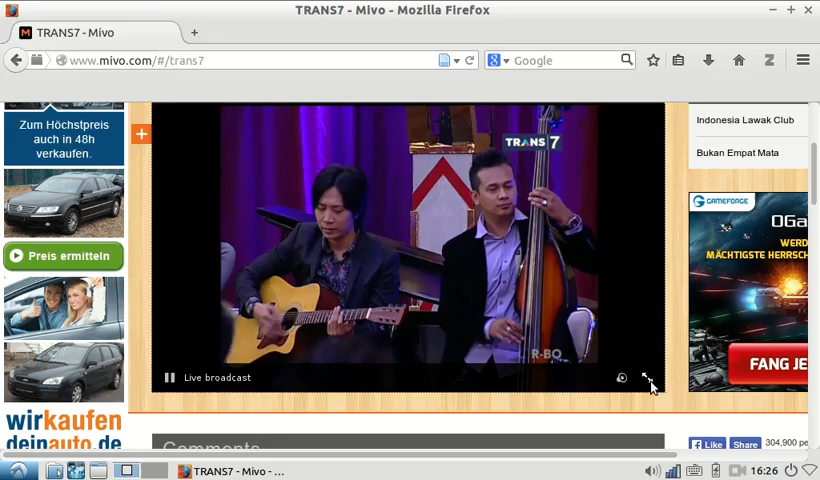 TRANS7 - Mivo - Mozilla Firefox
M TRANS7 - Mivo
www.mivo.com/#/trans7
Google
Zum Höchstpreis
auch in 48h
verkaufen.
Preis ermitteln
wirkaufen
deinauto.de
TRANS 7
R-BO
Live broadcast
Comments
Indonesia Lawak Club
Bukan Empat Mata
GAMEFORGE
OGa
WERD
MÄCHTIGSTE HERRSCH
FANG JE
Like
Share
304,900 pe
TRANS7 - Mivo - ...
16:26